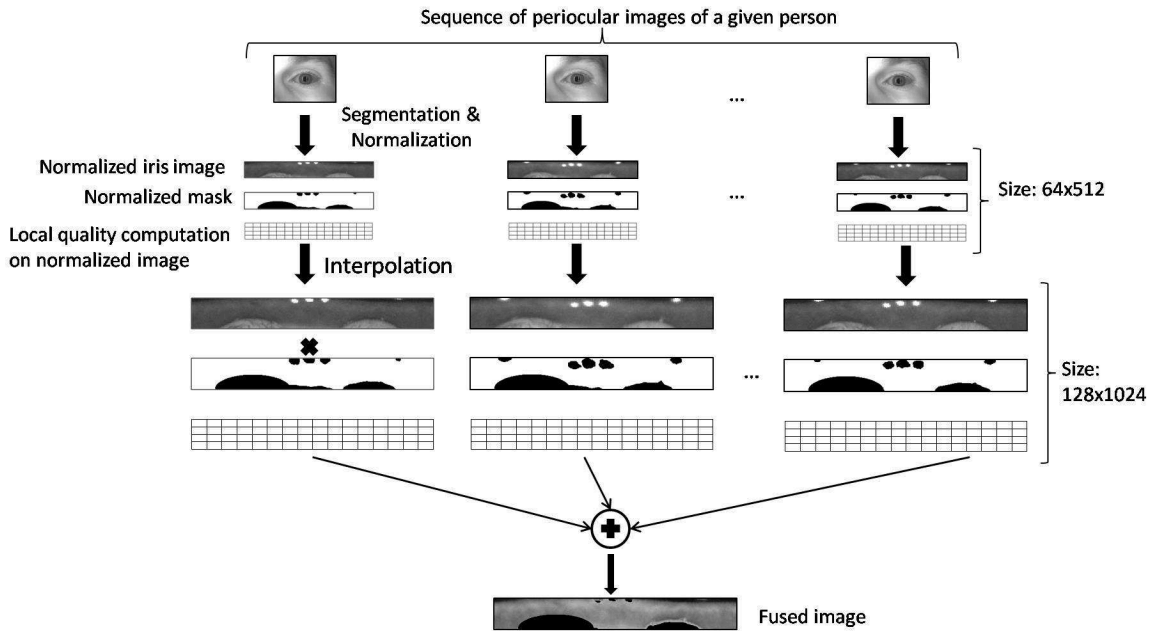 Sequence of periocular images of a given person
...
Segmentation &
Normalization
Normalized iris image
Normalized mask
...
Size: 64x512
Local quality computation
on normalized image
Interpolation
...
Size:
128x1024
Fused image